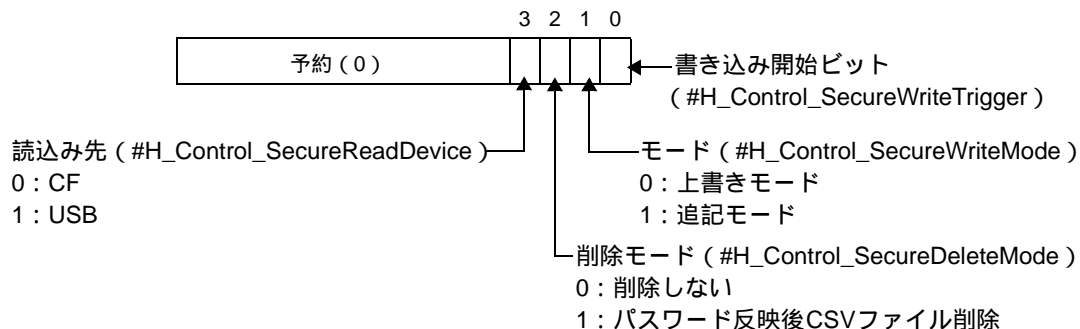 3 2 1 0
予約（0）
書き込み開始ビット
（#H_Control_SecureWriteTrigger）
読込み先（#H_Control_SecureReadDevice）
0：CF
1：USB
モード（#H_Control_SecureWriteMode）
0：上書きモード
1：追記モード
削除モード（#H_Control_SecureDeleteMode）
0：削除しない
1：パスワード反映後CSVファイル削除